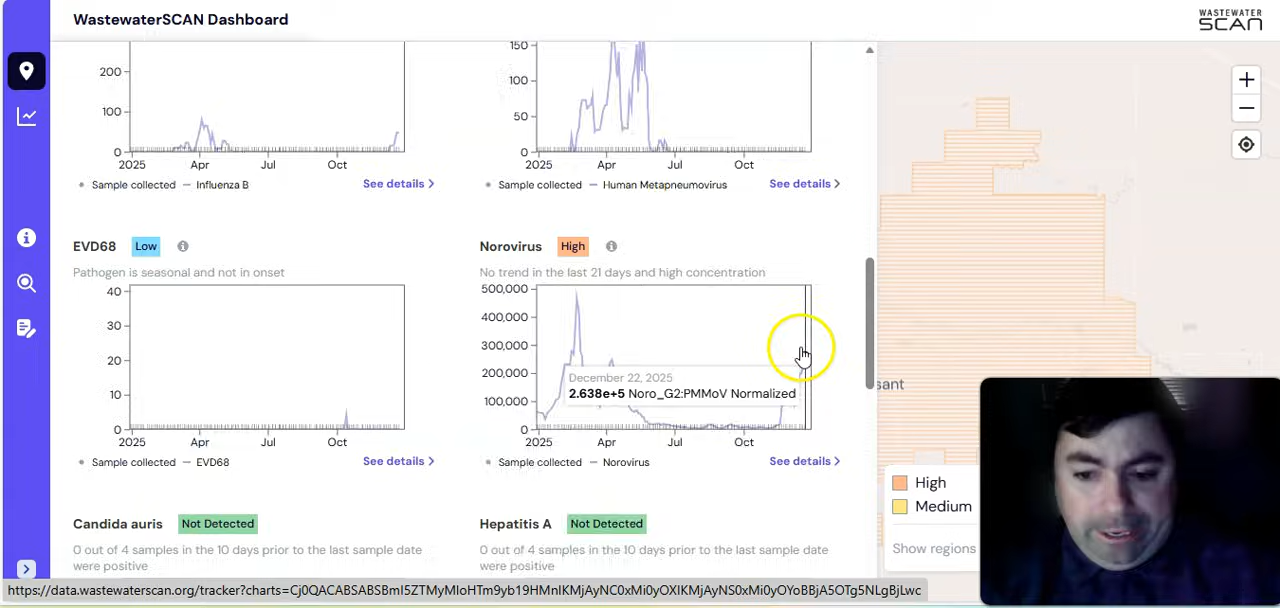 WastewaterSCAN Dashboard
WASTEWATER
SCAN
200
100
0
2025 Apr Jul Oct
Sample collected Influenza B
See details
150
100
50
0
2025 Apr Jul Oct
Sample collected Human Metapneumovirus
See details
EVD68 Low
Pathogen is seasonal and not in onset
40
30
20
10
0
2025 Apr Jul Oct
Sample collected EVD68
See details
Norovirus High
No trend in the last 21 days and high concentration
500,000
400,000
300,000
200,000
100,000
0
December 22, 2025
2.638e+5 Noro_G2:PMMoV Normalized
2025 Apr Jul Oct
Sample collected Norovirus
See details
Candida auris Not Detected
0 out of 4 samples in the 10 days prior to the last sample date
were positive
Hepatitis A Not Detected
0 out of 4 samples in the 10 days prior to the last sample date
were positive
sant
High
Medium
Show regions